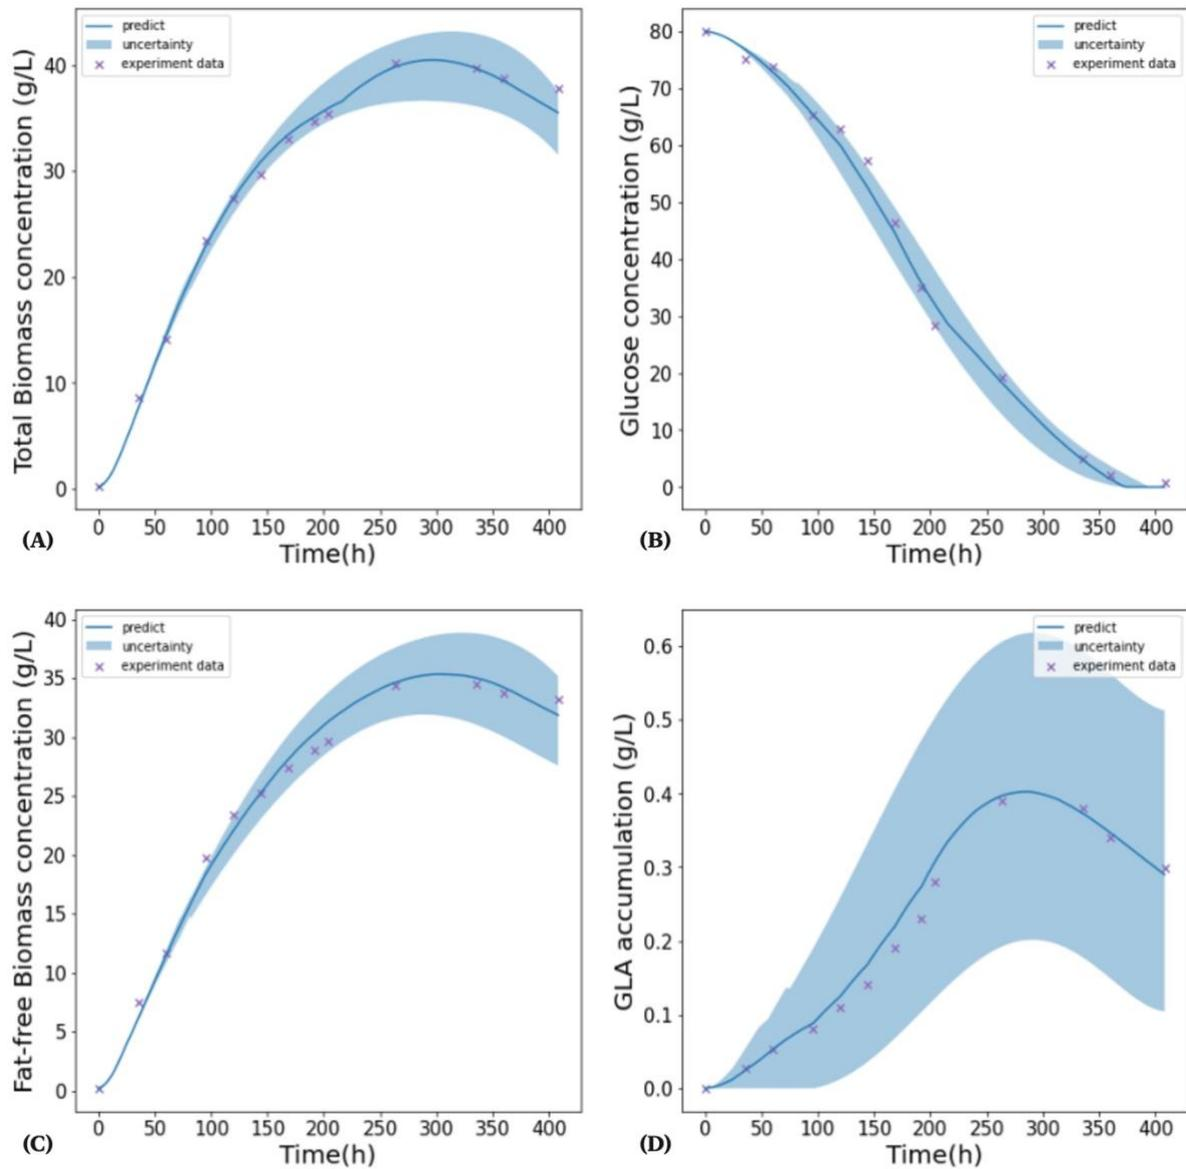 predict
uncertainty
experiment data
Total Biomass concentration (g/L)
40
30
20
10
0
0 50 100 150 200 250 300 350 400
Time(h)
(A)
predict
uncertainty
experiment data
Glucose concentration (g/L)
80
70
60
50
40
30
20
10
0
0 50 100 150 200 250 300 350 400
Time(h)
(B)
predict
uncertainty
experiment data
Fat-free Biomass concentration (g/L)
40
35
30
25
20
15
10
5
0
0 50 100 150 200 250 300 350 400
Time(h)
(C)
predict
uncertainty
experiment data
GLA accumulation (g/L)
0.6
0.5
0.4
0.3
0.2
0.1
0.0
0 50 100 150 200 250 300 350 400
Time(h)
(D)